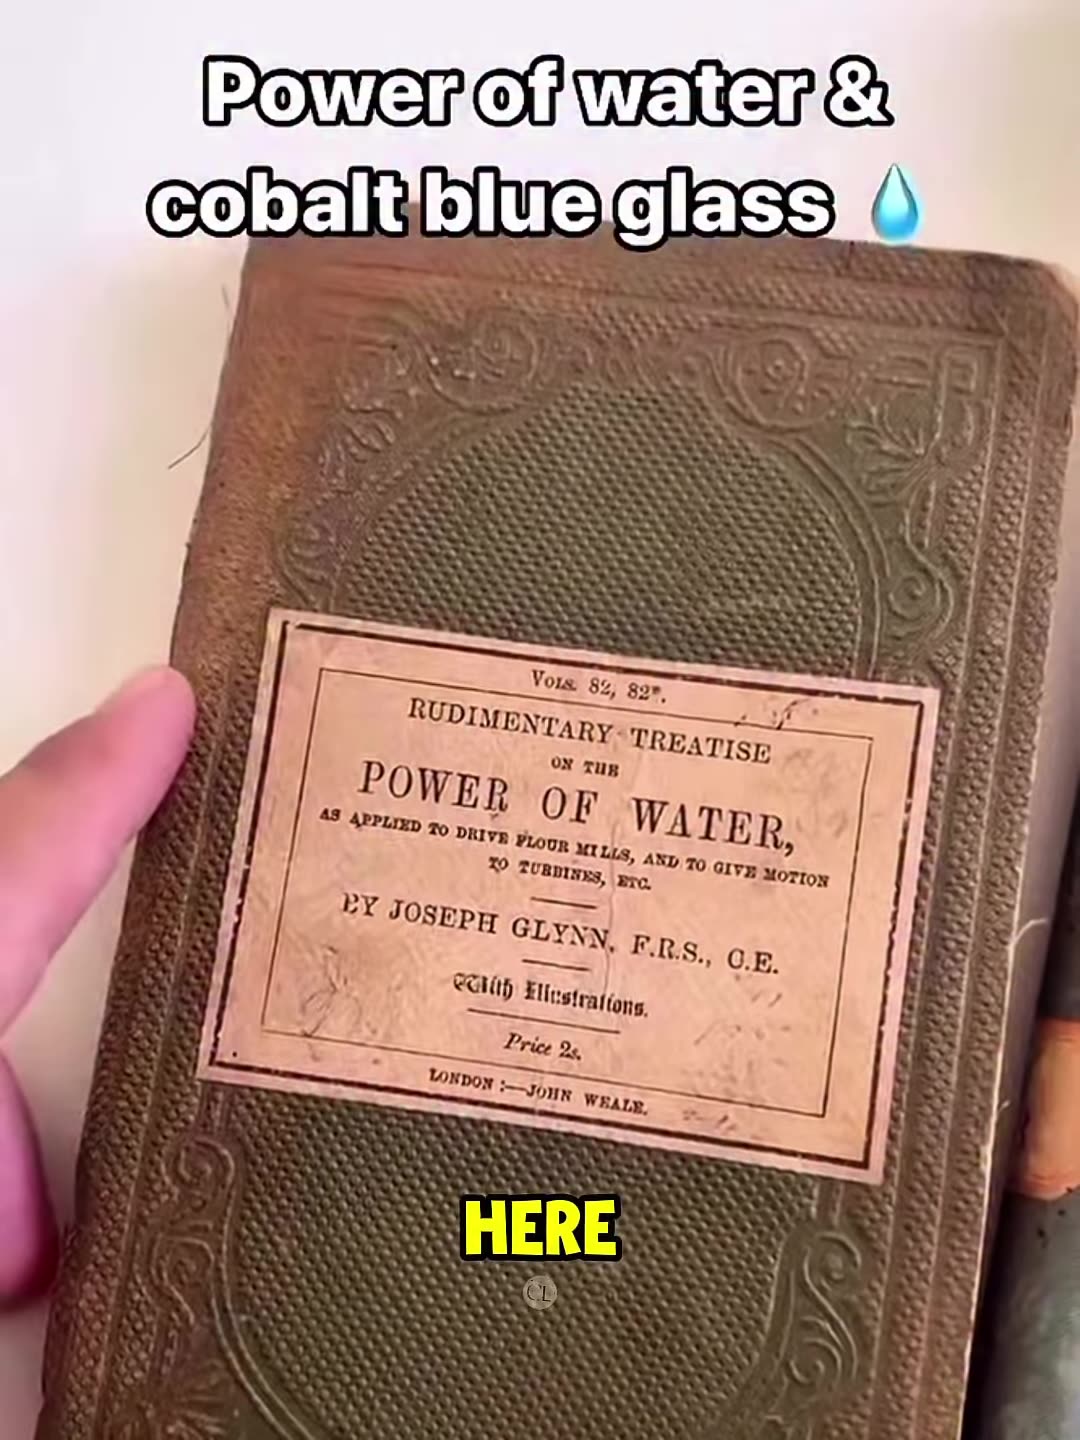 Power of water &
cobalt blue glass 💧
Vols. 82, 82*.
RUDIMENTARY TREATISE
ON THE
POWER OF WATER,
AS APPLIED TO DRIVE FLOUR MILLS, AND TO GIVE MOTION
TO TURBINES, ETC.
BY JOSEPH GLYNN, F.R.S., C.E.
With Illustrations.
Price 2s.
LONDON :—JOHN WEALE.
HERE
CL